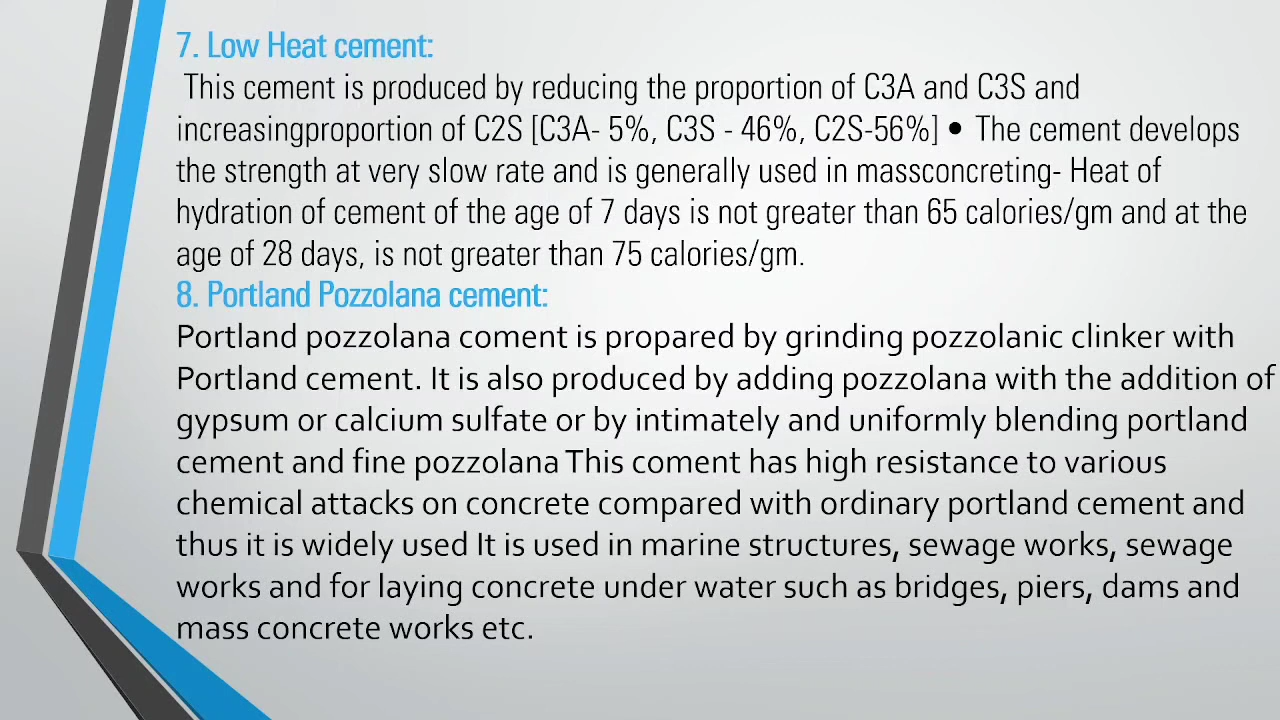 7. Low Heat cement:
This cement is produced by reducing the proportion of C3A and C3S and
increasingproportion of C2S [C3A- 5%, C3S - 46%, C2S-56%] ● The cement develops
the strength at very slow rate and is generally used in massconcreting- Heat of
hydration of cement of the age of 7 days is not greater than 65 calories/gm and at the
age of 28 days, is not greater than 75 calories/gm.
8. Portland Pozzolana cement:
Portland pozzolana coment is propared by grinding pozzolanic clinker with
Portland cement. It is also produced by adding pozzolana with the addition of
gypsum or calcium sulfate or by intimately and uniformly blending portland
cement and fine pozzolana This coment has high resistance to various
chemical attacks on concrete compared with ordinary portland cement and
thus it is widely used It is used in marine structures, sewage works, sewage
works and for laying concrete under water such as bridges, piers, dams and
mass concrete works etc.